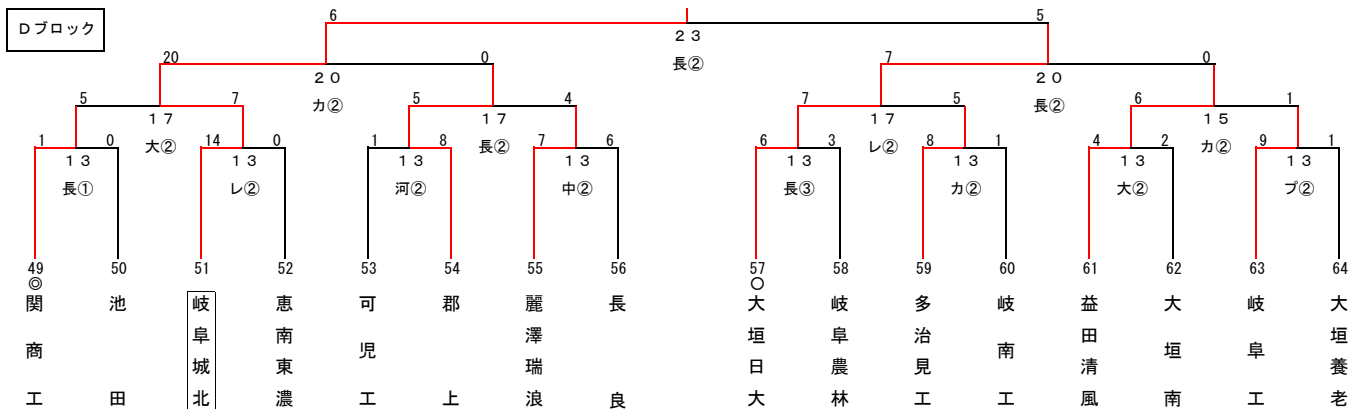 Dブロック
6 5
23
長②
20 0 7 0
20 20
カ② 長②
5 7 5 4 7 5 6 1
17 17 17 15
大② 長② レ② カ②
1 0 14 0 1 8 7 6 6 3 8 1 4 2 9 1
13 13 13 13 13 13 13 13
長① レ②河② 中② 長③ カ② 大② プ②
49 50 51 52 53 54 55 56 57 58 59 60 61 62 63 64
◎ ○
関商工
池田
岐阜城北
恵南東濃
可児工
郡上
麗澤瑞浪
長良
大垣日大
岐阜農林
多治見工
岐南工
益田清風
大垣南
岐阜工
大垣養老